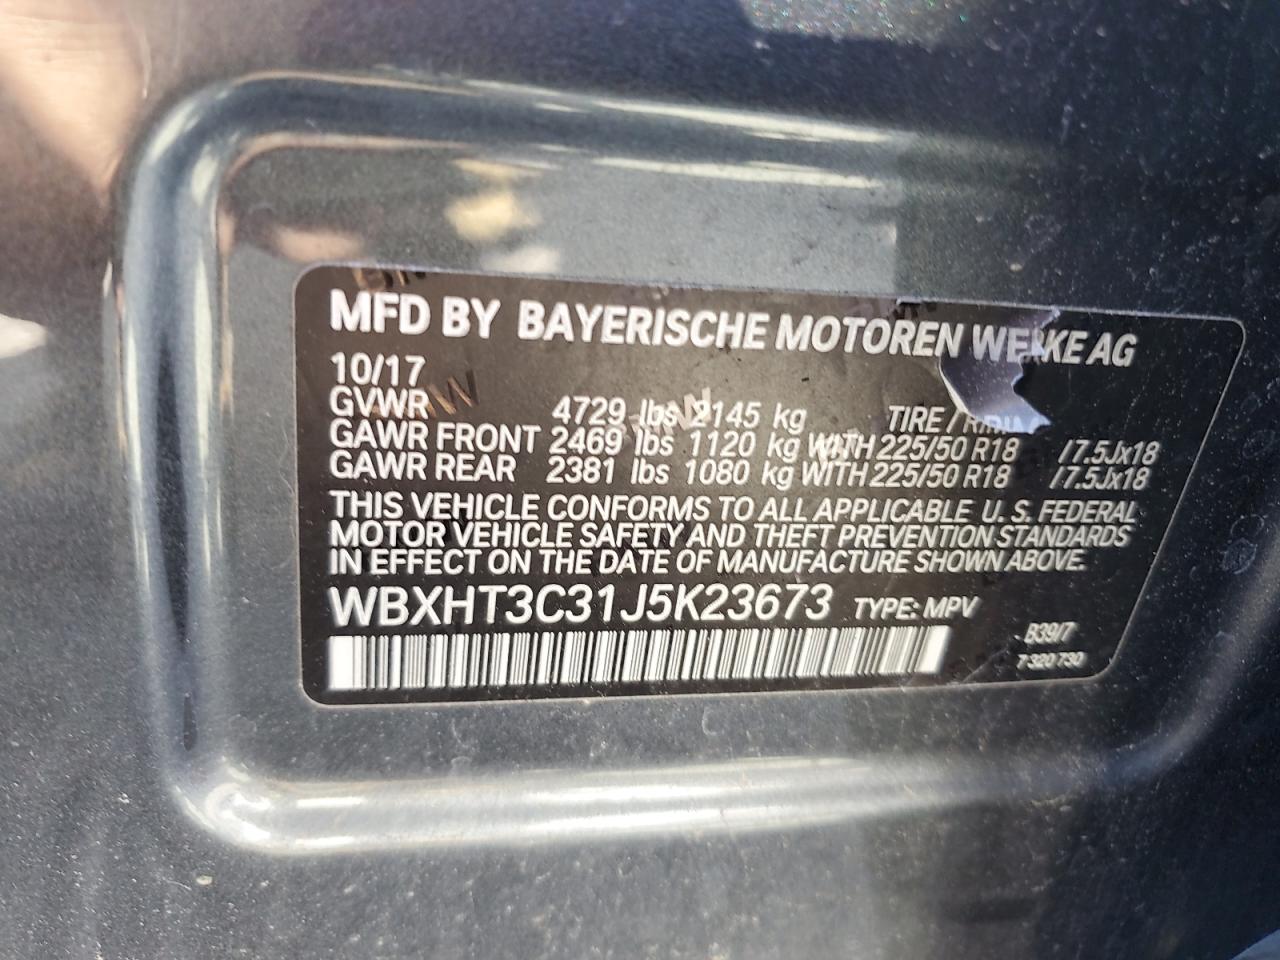 MFD BY BAYERISCHE MOTOREN WERKE AG
10/17
GVWR 4729 lbs 2145 kg TIRE / RIM
GAWR FRONT 2469 lbs 1120 kg WITH 225/50 R18 / 7.5Jx18
GAWR REAR 2381 lbs 1080 kg WITH 225/50 R18 / 7.5Jx18
THIS VEHICLE CONFORMS TO ALL APPLICABLE U. S. FEDERAL
MOTOR VEHICLE SAFETY AND THEFT PREVENTION STANDARDS
IN EFFECT ON THE DATE OF MANUFACTURE SHOWN ABOVE.
WBXHT3C31J5K23673 TYPE: MPV
B39/7
7 320 730